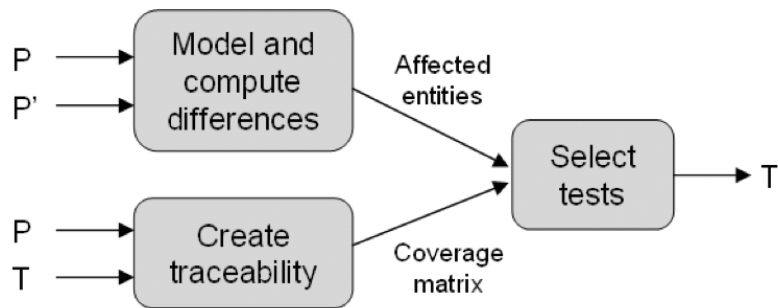 P
P'
Model and
compute
differences
Affected
entities
Select
tests
T
P
T
Create
traceability
Coverage
matrix